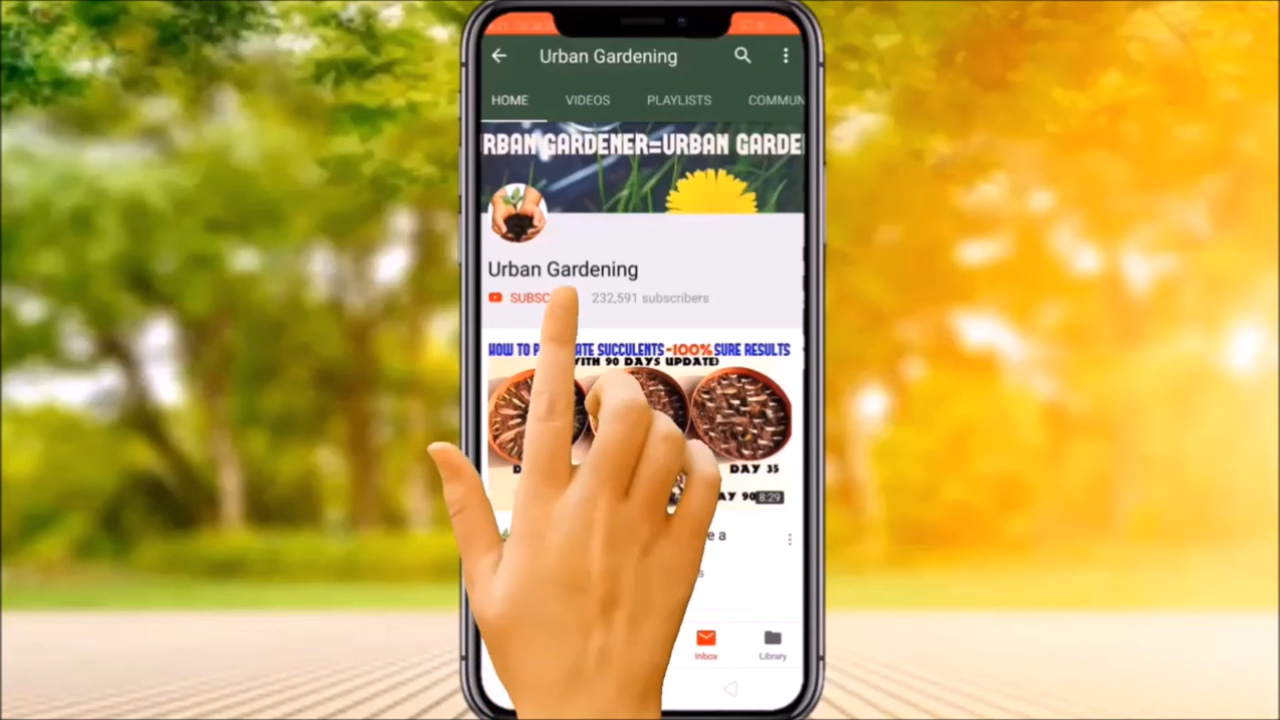 Urban Gardening
HOME VIDEOS PLAYLISTS COMMUN
RBAN GARDENER=URBAN GARDE
Urban Gardening
SUBSC 232,591 subscribers
HOW TO P ATE SUCCULENTS -100% SURE RESULTS
WITH 90 DAYS UPDATE)
D DAY 35
AY 90 8:29
e a
s
Inbox Library